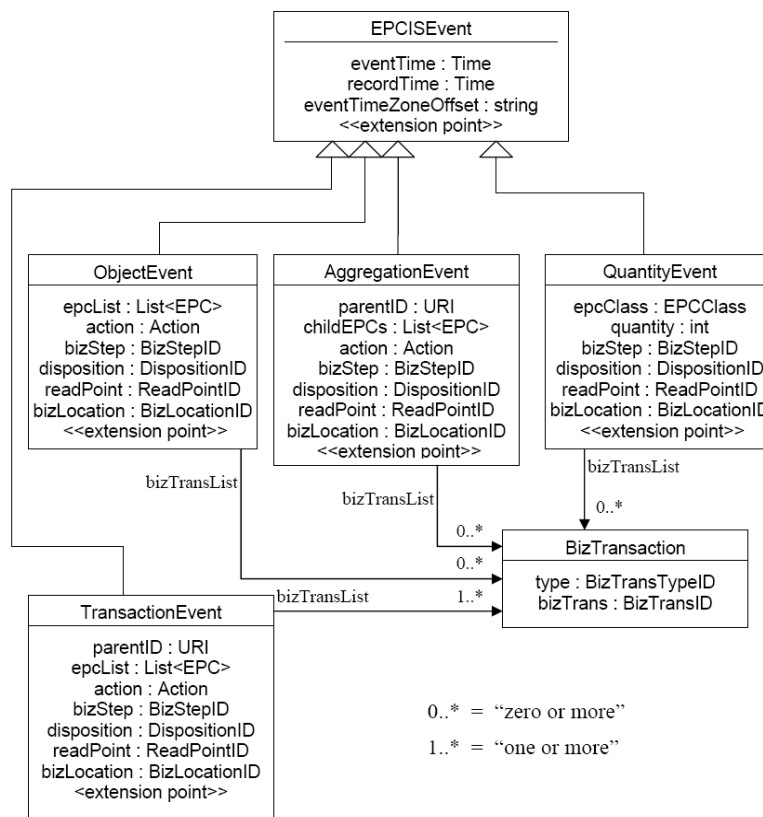 EPCISEvent
eventTime : Time
recordTime : Time
eventTimeZoneOffset : string
<<extension point>>
ObjectEvent
epcList : List<EPC>
action : Action
bizStep : BizStepID
disposition : DispositionID
readPoint : ReadPointID
bizLocation : BizLocationID
<<extension point>>
AggregationEvent
parentID : URI
childEPCs : List<EPC>
action : Action
bizStep : BizStepID
disposition : DispositionID
readPoint : ReadPointID
bizLocation : BizLocationID
<<extension point>>
QuantityEvent
epcClass : EPCClass
quantity : int
bizStep : BizStepID
disposition : DispositionID
readPoint : ReadPointID
bizLocation : BizLocationID
<<extension point>>
bizTransList
bizTransList
bizTransList
0..*
0..*
0..*
BizTransaction
type : BizTransTypeID
bizTrans : BizTransID
bizTransList
1..*
TransactionEvent
parentID : URI
epcList : List<EPC>
action : Action
bizStep : BizStepID
disposition : DispositionID
readPoint : ReadPointID
bizLocation : BizLocationID
<extension point>>
0..* = “zero or more”
1..* = “one or more”